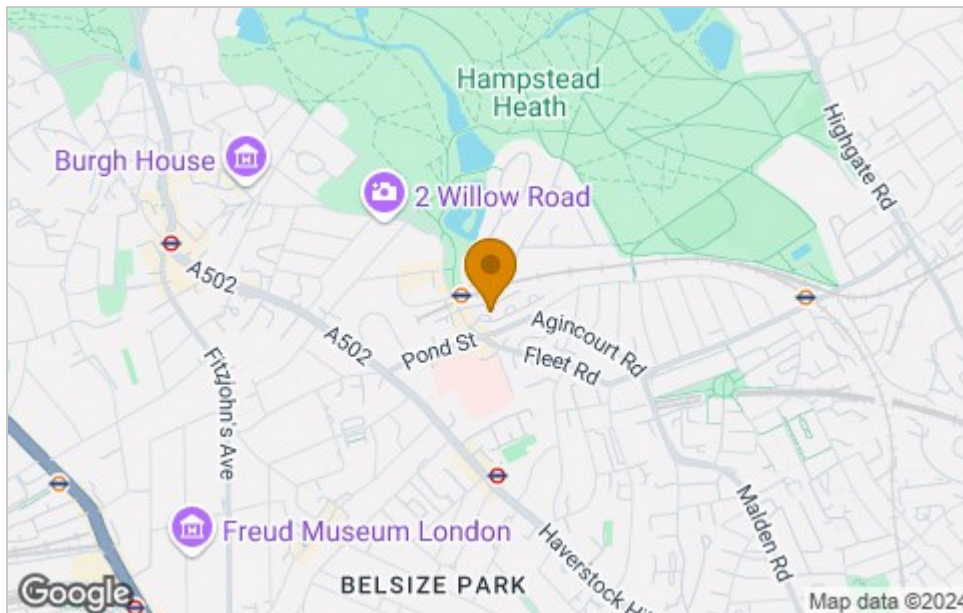 Hampstead
Heath
Highgate Rd
Burgh House
2 Willow Road
A502
A502
Agincourt Rd
Pond St
Fleet Rd
Fitzjohn's Ave
Malden Rd
Freud Museum London
Haverstock Hi
BELSIZE PARK
Google
Map data ©2024